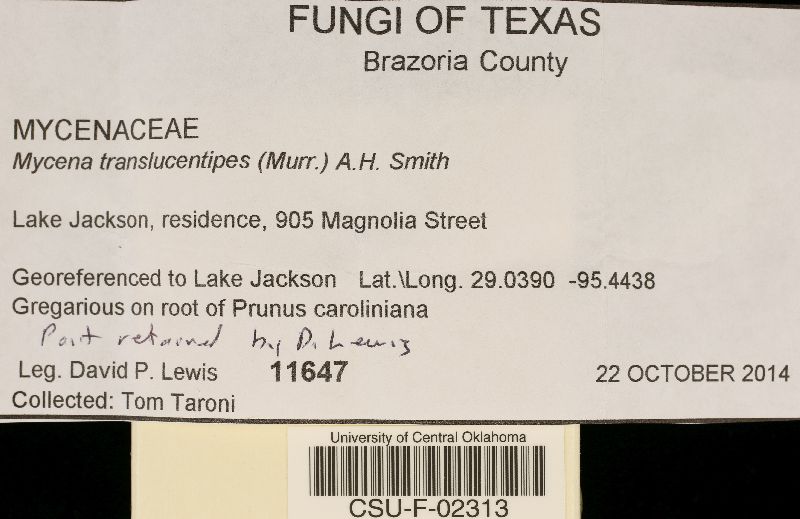 FUNGI OF TEXAS
Brazoria County
MYCENACEAE
Mycena translucentipes (Murr.) A.H. Smith
Lake Jackson, residence, 905 Magnolia Street
Georeferenced to Lake Jackson Lat.\Long. 29.0390 -95.4438
Gregarious on root of Prunus caroliniana
Part retained by D. Lewis
Leg. David P. Lewis 11647 22 OCTOBER 2014
Collected: Tom Taroni
University of Central Oklahoma
CSU-F-02313